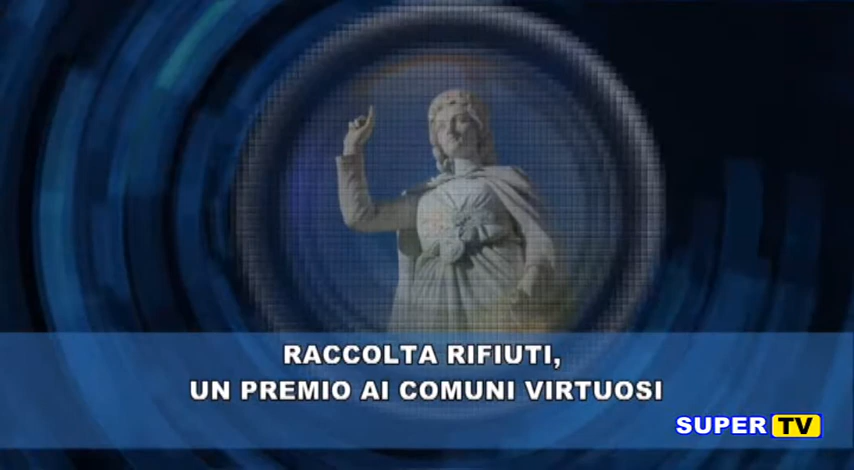 RACCOLTA RIFIUTI,
UN PREMIO AI COMUNI VIRTUOSI
SUPER TV